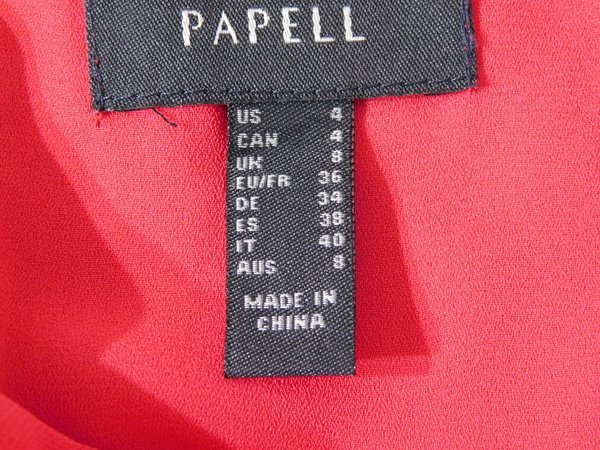 PAPELL
US 4
CAN 4
UK 8
EU/FR 36
DE 34
ES 38
IT 40
AUS 8
MADE IN
CHINA